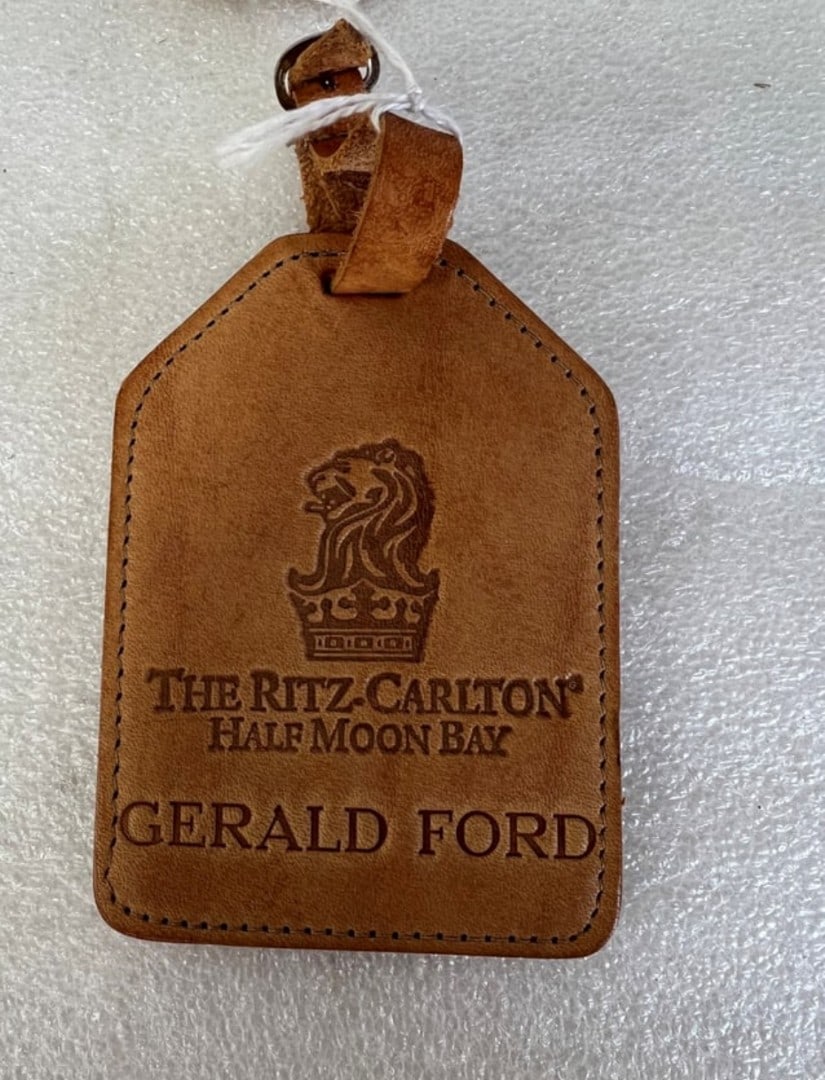 THE RITZ-CARLTON®
HALF MOON BAY
GERALD FORD